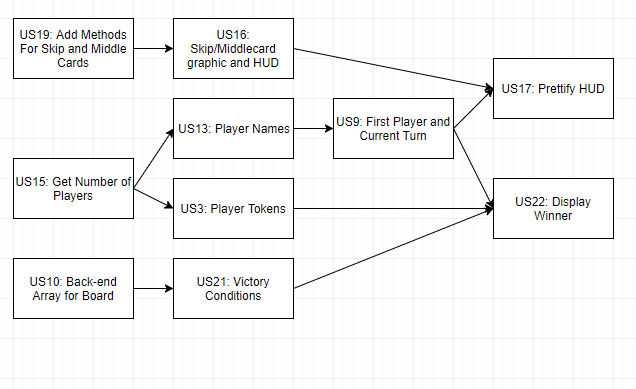 US19: Add Methods
For Skip and Middle
Cards
US16:
Skip/Middlecard
graphic and HUD
US17: Prettify HUD
US13: Player Names
US9: First Player and
Current Turn
US15: Get Number of
Players
US3: Player Tokens
US22: Display
Winner
US10: Back-end
Array for Board
US21: Victory
Conditions